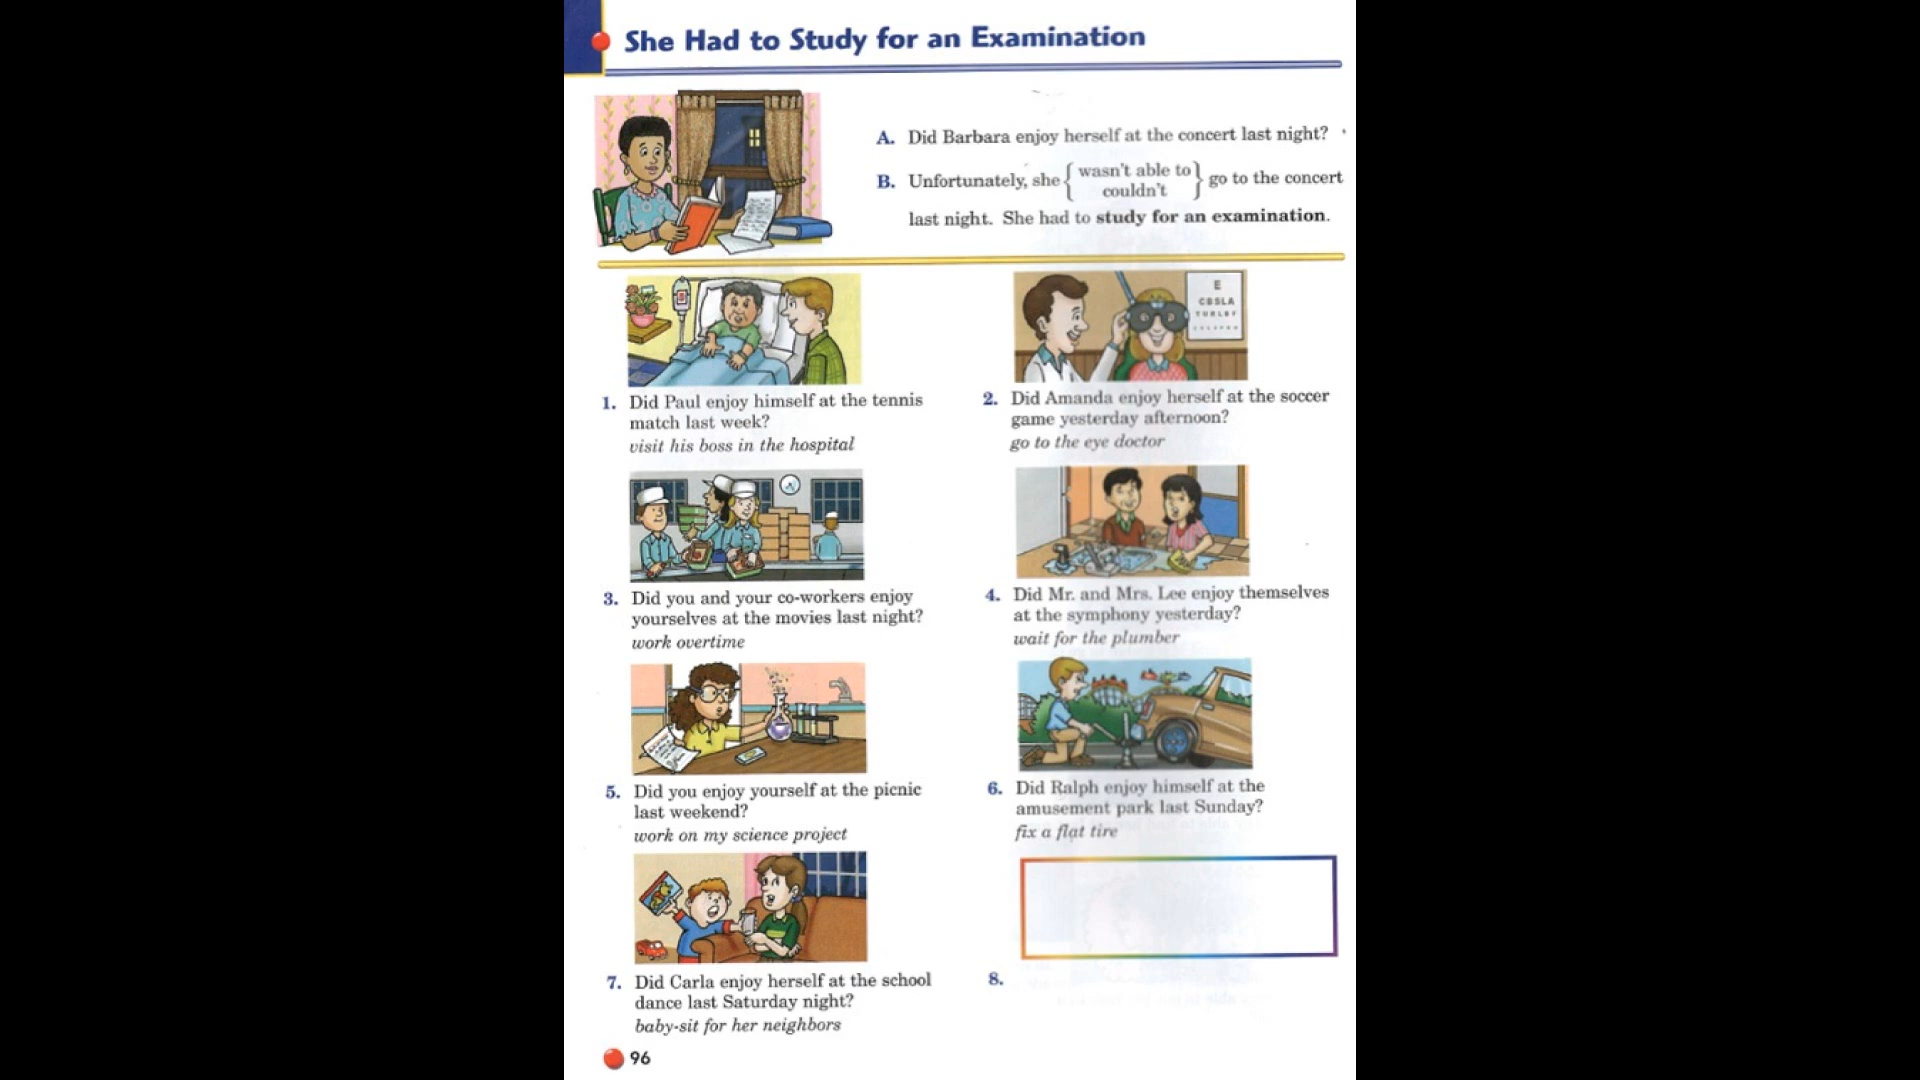 She Had to Study for an Examination
A. Did Barbara enjoy herself at the concert last night?
B. Unfortunately, she { wasn't able to } go to the concert
couldn't
last night. She had to study for an examination.
E
CBSLA
1. Did Paul enjoy himself at the tennis
match last week?
visit his boss in the hospital
2. Did Amanda enjoy herself at the soccer
game yesterday afternoon?
go to the eye doctor
3. Did you and your co-workers enjoy
yourselves at the movies last night?
work overtime
4. Did Mr. and Mrs. Lee enjoy themselves
at the symphony yesterday?
wait for the plumber
5. Did you enjoy yourself at the picnic
last weekend?
work on my science project
6. Did Ralph enjoy himself at the
amusement park last Sunday?
fix a flat tire
7. Did Carla enjoy herself at the school
dance last Saturday night?
baby-sit for her neighbors
8.
96